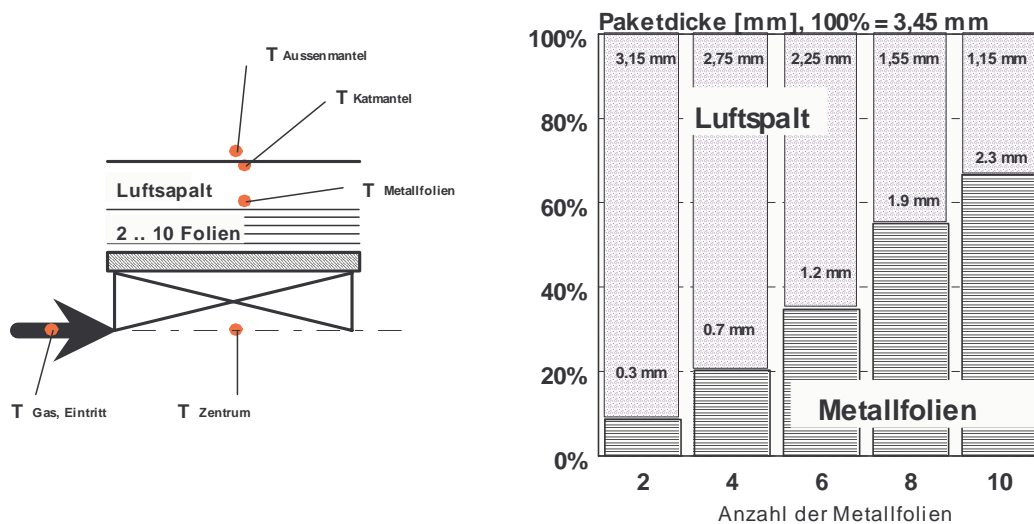 T Aussenmantel
T Katmantel
Luftsapalt
T Metallfolien
2 .. 10 Folien
T Gas, Eintritt
T Zentrum
Paketdicke [mm], 100% = 3,45 mm
100%
80%
60%
40%
20%
0%
3,15 mm
2,75 mm
2,25 mm
1,55 mm
1,15 mm
Luftspalt
2.3 mm
1.9 mm
1.2 mm
0.7 mm
0.3 mm
Metallfolien
2
4
6
8
10
Anzahl der Metallfolien